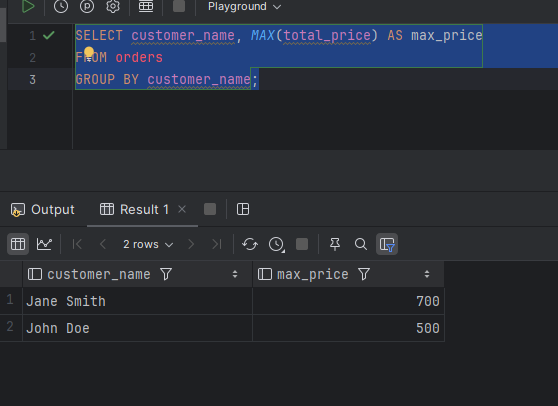 Playground
1 SELECT customer_name, MAX(total_price) AS max_price
2 FROM orders
3 GROUP BY customer_name;
Output Result 1
2 rows
customer_name max_price
1 Jane Smith 700
2 John Doe 500